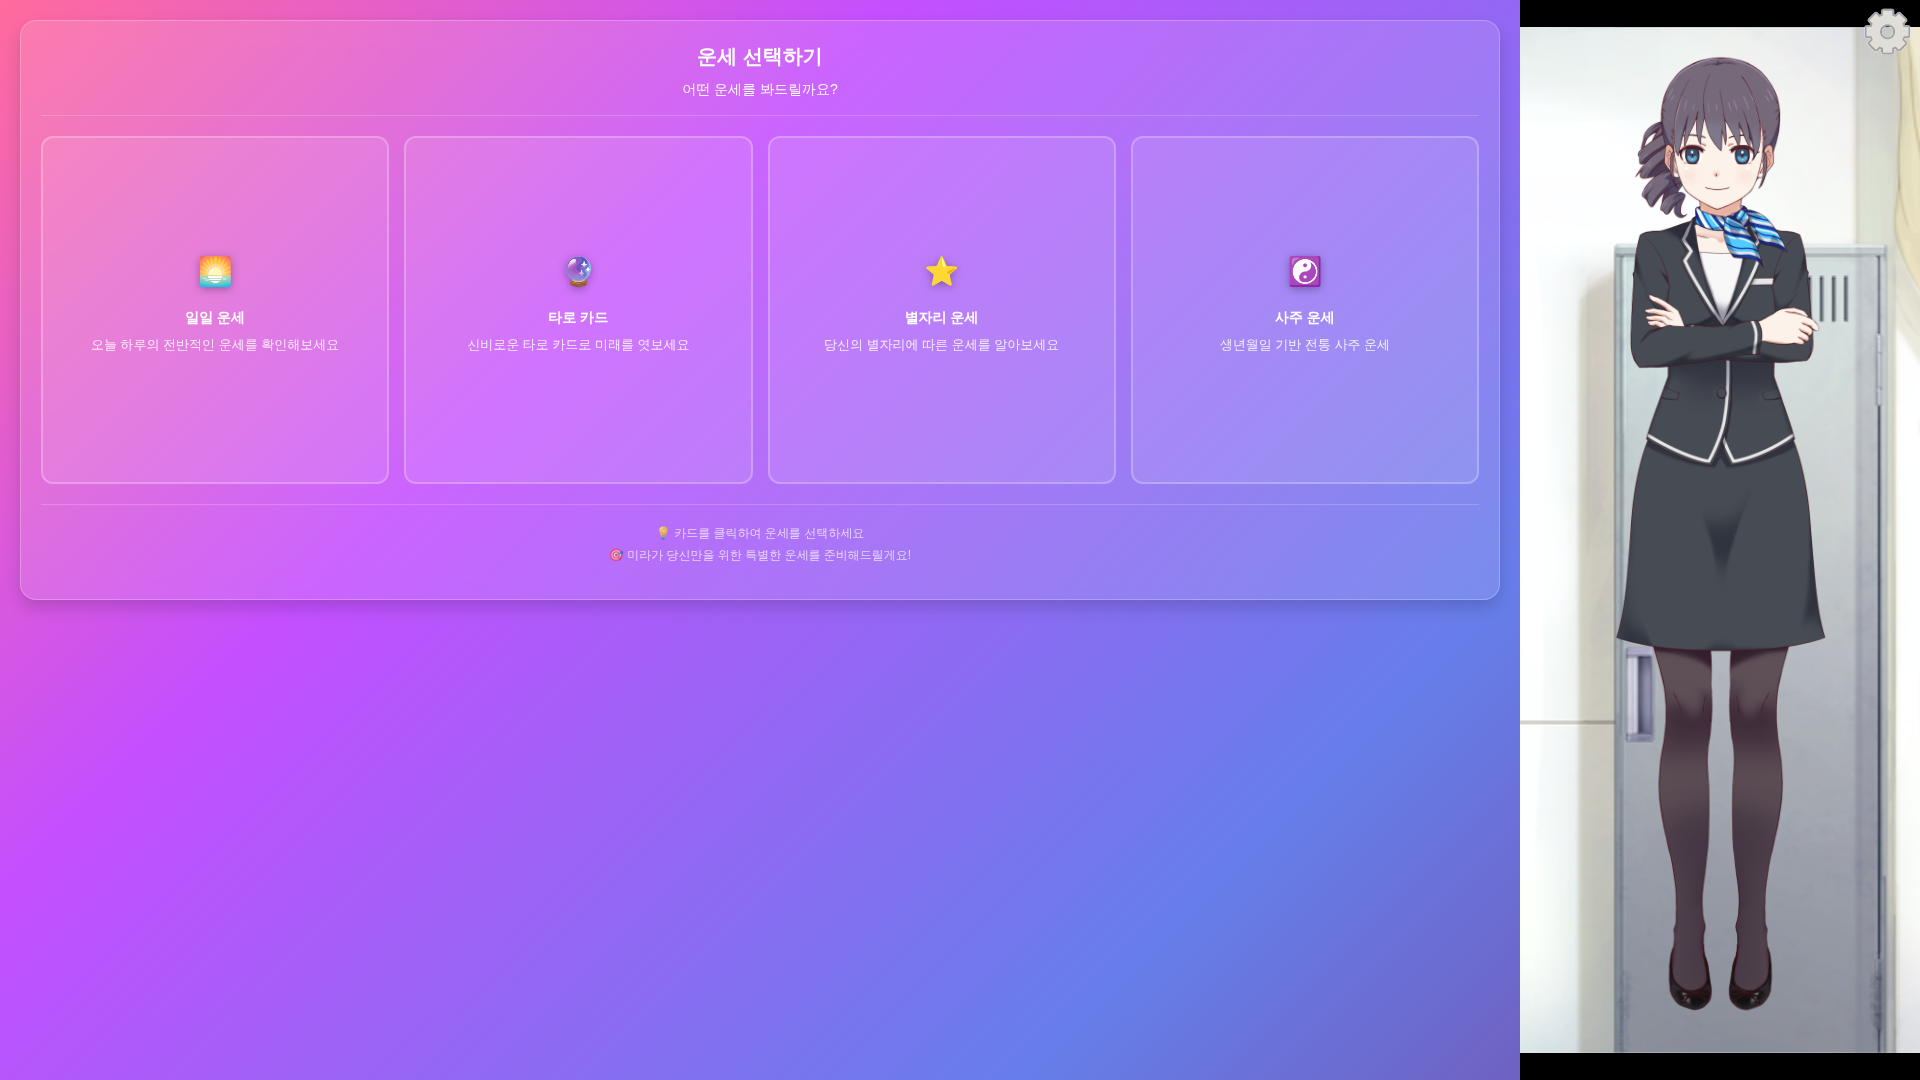 운세 선택하기
어떤 운세를 봐드릴까요?
일일 운세
오늘 하루의 전반적인 운세를 확인해보세요
타로 카드
신비로운 타로 카드로 미래를 엿보세요
별자리 운세
당신의 별자리에 따른 운세를 알아보세요
사주 운세
생년월일 기반 전통 사주 운세
💡 카드를 클릭하여 운세를 선택하세요
🎯 미라가 당신만을 위한 특별한 운세를 준비해드릴게요!